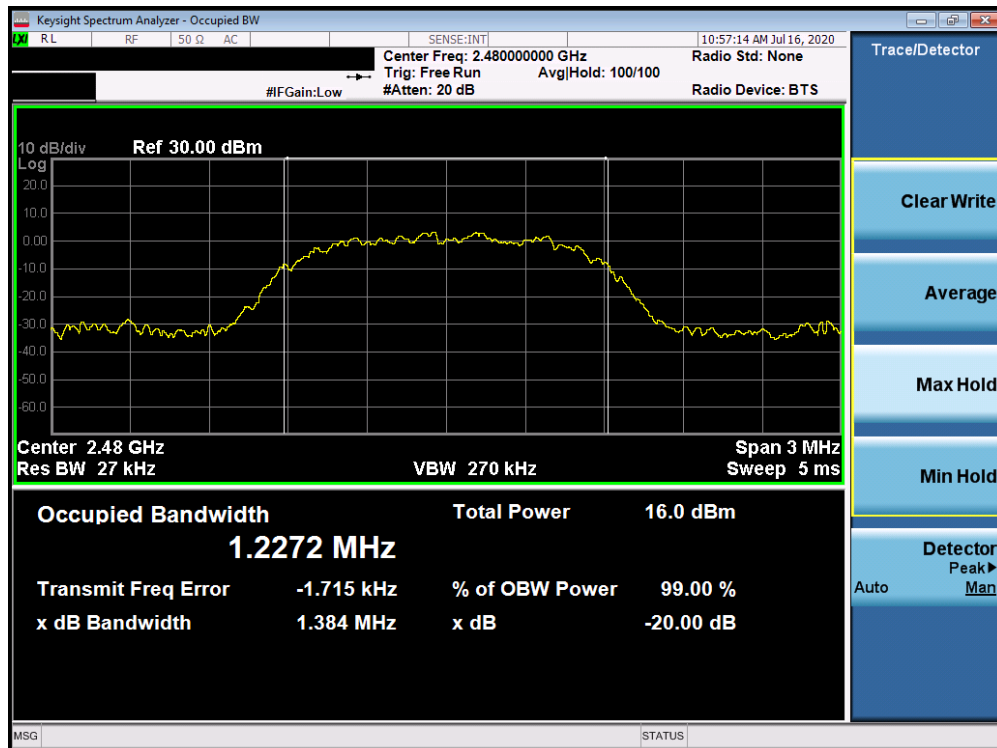 Keysight Spectrum Analyzer - Occupied BW
LXI RL RF 50 Ω AC SENSE:INT 10:57:14 AM Jul 16, 2020
Center Freq: 2.480000000 GHz Radio Std: None
Trig: Free Run Avg|Hold: 100/100
#IFGain:Low #Atten: 20 dB Radio Device: BTS
10 dB/div Ref 30.00 dBm
Log
20.0
10.0
0.00
-10.0
-20.0
-30.0
-40.0
-50.0
-60.0
Center 2.48 GHz Span 3 MHz
Res BW 27 kHz VBW 270 kHz Sweep 5 ms
Occupied Bandwidth Total Power 16.0 dBm
1.2272 MHz
Transmit Freq Error -1.715 kHz % of OBW Power 99.00 %
x dB Bandwidth 1.384 MHz x dB -20.00 dB
MSG STATUS
Trace/Detector
Clear Write
Average
Max Hold
Min Hold
Detector
Peak▶
Auto Man